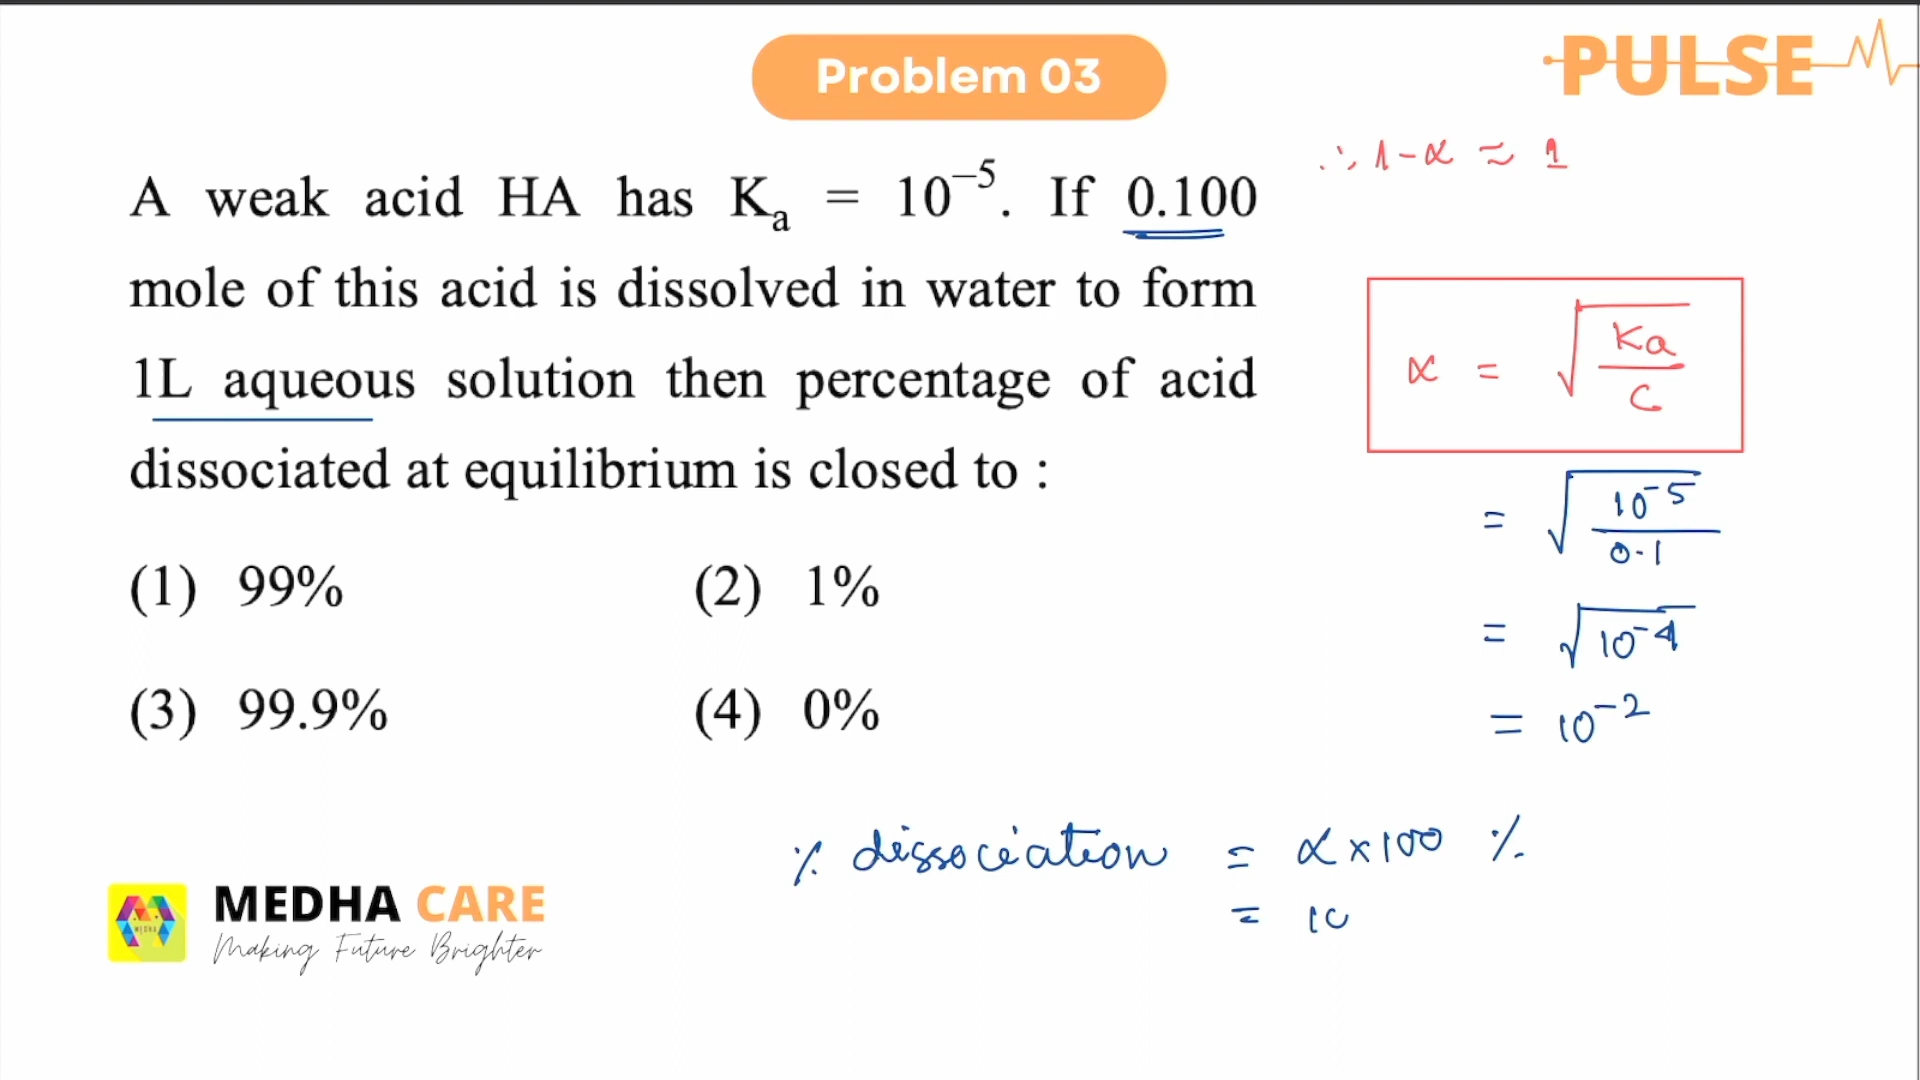 Problem 03
PULSE
∴ 1-α ≈ 1
A weak acid HA has Kₐ = 10⁻⁵. If 0.100
mole of this acid is dissolved in water to form
1L aqueous solution then percentage of acid
dissociated at equilibrium is closed to :
(1) 99% (2) 1%
(3) 99.9% (4) 0%
α = √(Ka/C)
= √(10⁻⁵/0.1)
= √10⁻⁴
= 10⁻²
% dissociation = α×100 %
= 10
MEDHA CARE
Making Future Brighter
MEDHA